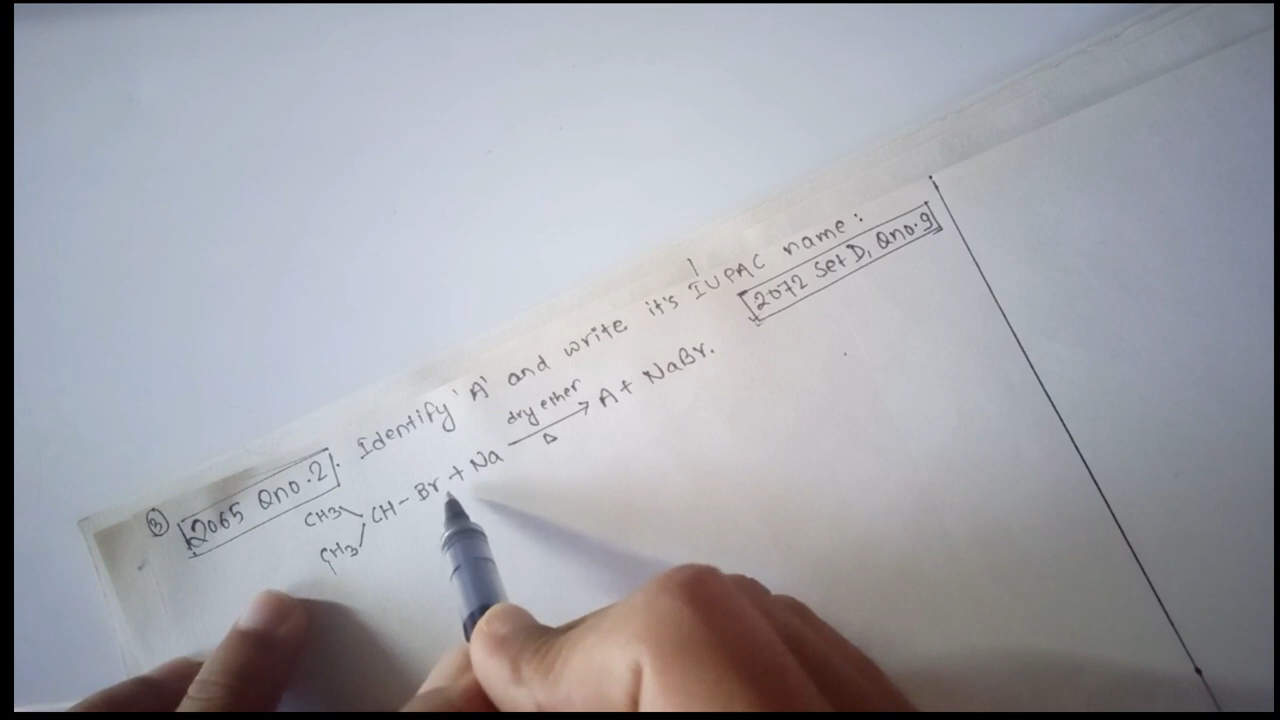 ③ 2065 Qno.2. Identify 'A' and write it's IUPAC name:
2072 Set D, Qno.9
CH3
CH3 CH - Br + Na dry ether → Δ A + NaBr.